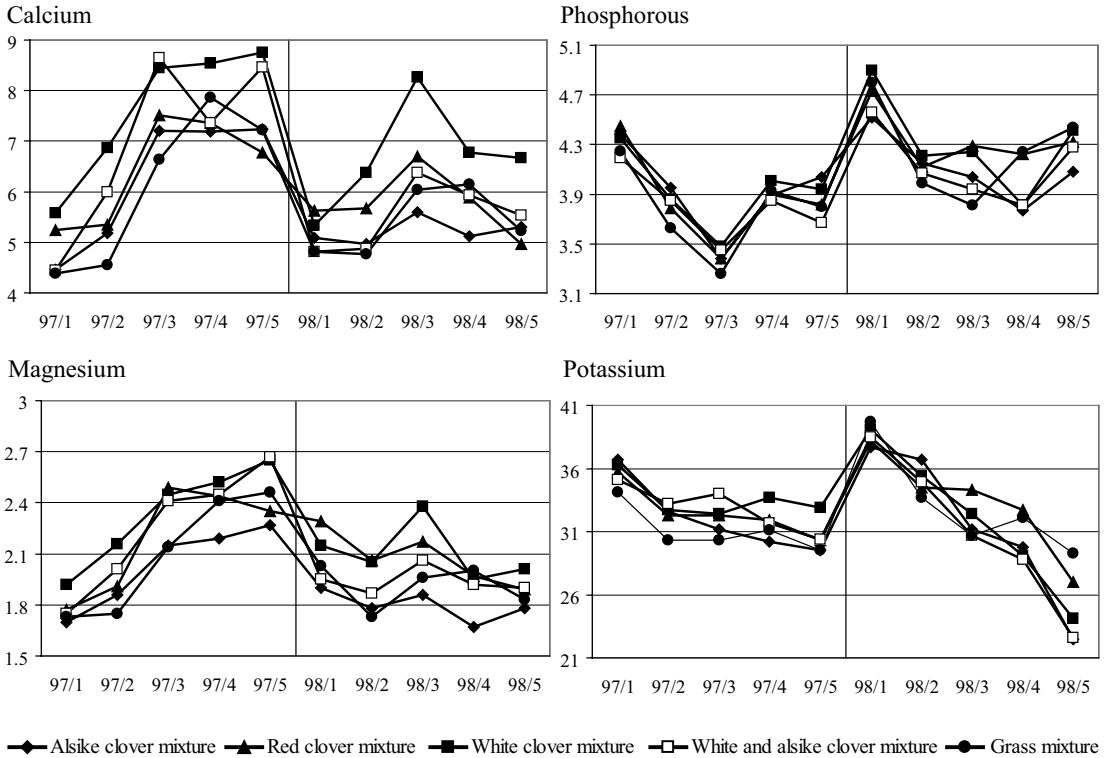 Calcium
9
8
7
6
5
4
97/1 97/2 97/3 97/4 97/5 98/1 98/2 98/3 98/4 98/5
Phosphorous
5.1
4.7
4.3
3.9
3.5
3.1
97/1 97/2 97/3 97/4 97/5 98/1 98/2 98/3 98/4 98/5
Magnesium
3
2.7
2.4
2.1
1.8
1.5
97/1 97/2 97/3 97/4 97/5 98/1 98/2 98/3 98/4 98/5
Potassium
41
36
31
26
21
97/1 97/2 97/3 97/4 97/5 98/1 98/2 98/3 98/4 98/5
Alsike clover mixture Red clover mixture White clover mixture White and alsike clover mixture Grass mixture